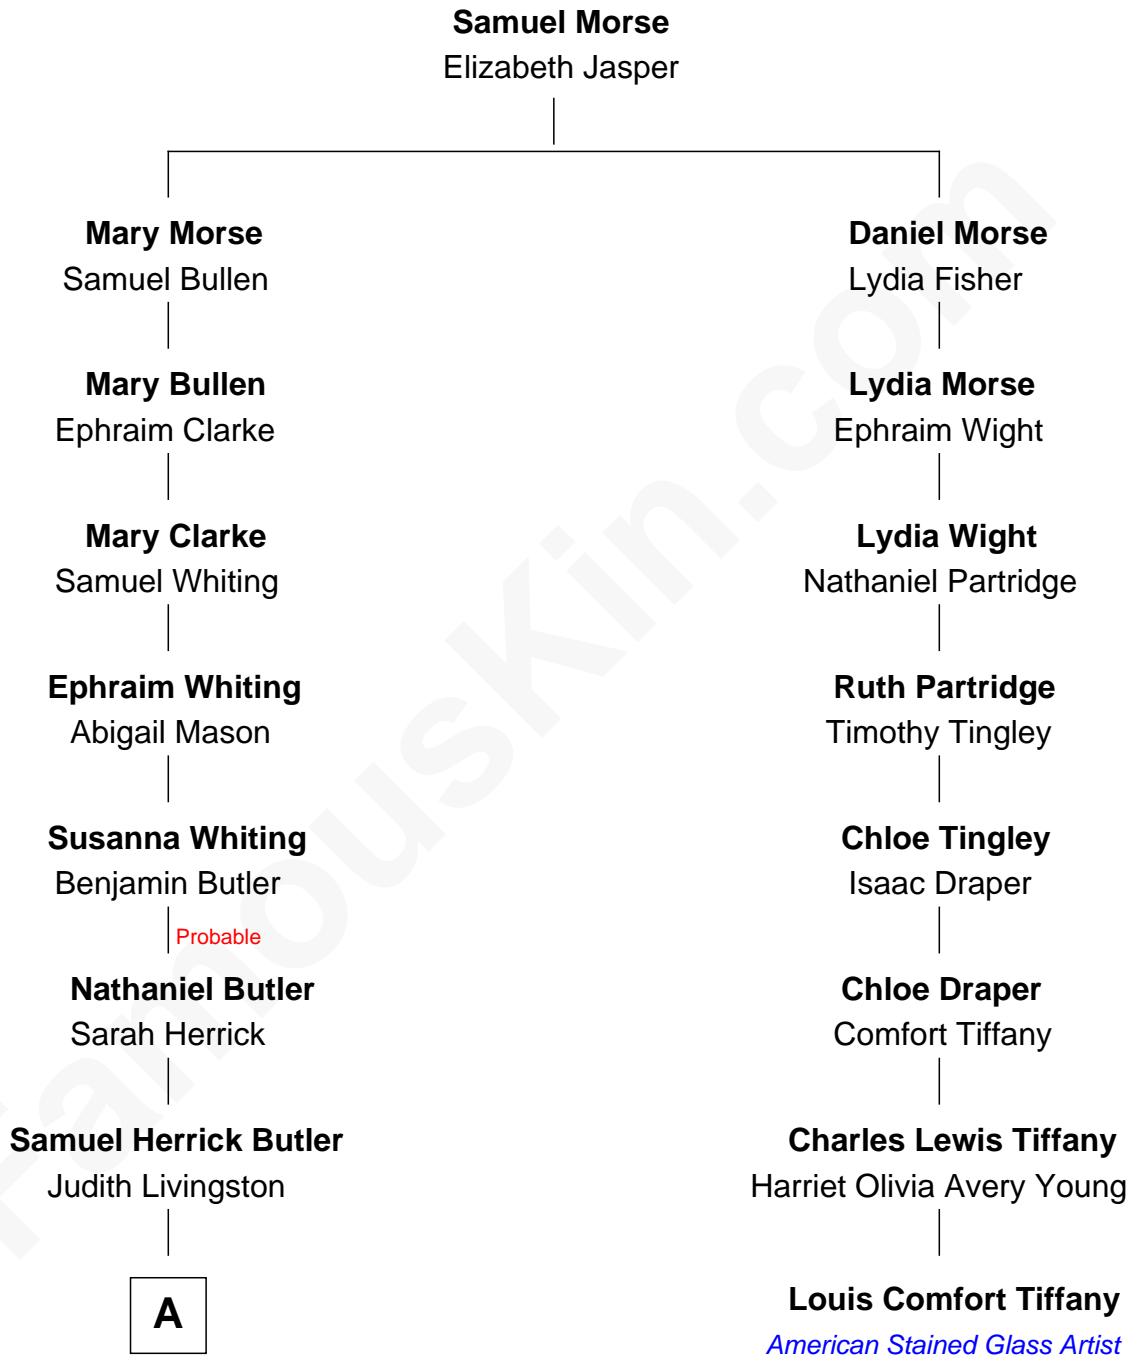 Samuel Morse
Elizabeth Jasper
Mary Morse
Samuel Bullen
Daniel Morse
Lydia Fisher
Mary Bullen
Ephraim Clarke
Lydia Morse
Ephraim Wight
Mary Clarke
Samuel Whiting
Lydia Wight
Nathaniel Partridge
Ephraim Whiting
Abigail Mason
Ruth Partridge
Timothy Tingley
Susanna Whiting
Benjamin Butler
Chloe Tingley
Isaac Draper
Probable
Nathaniel Butler
Sarah Herrick
Chloe Draper
Comfort Tiffany
Samuel Herrick Butler
Judith Livingston
Charles Lewis Tiffany
Harriet Olivia Avery Young
A
Louis Comfort Tiffany
American Stained Glass Artist
FamousKin.com